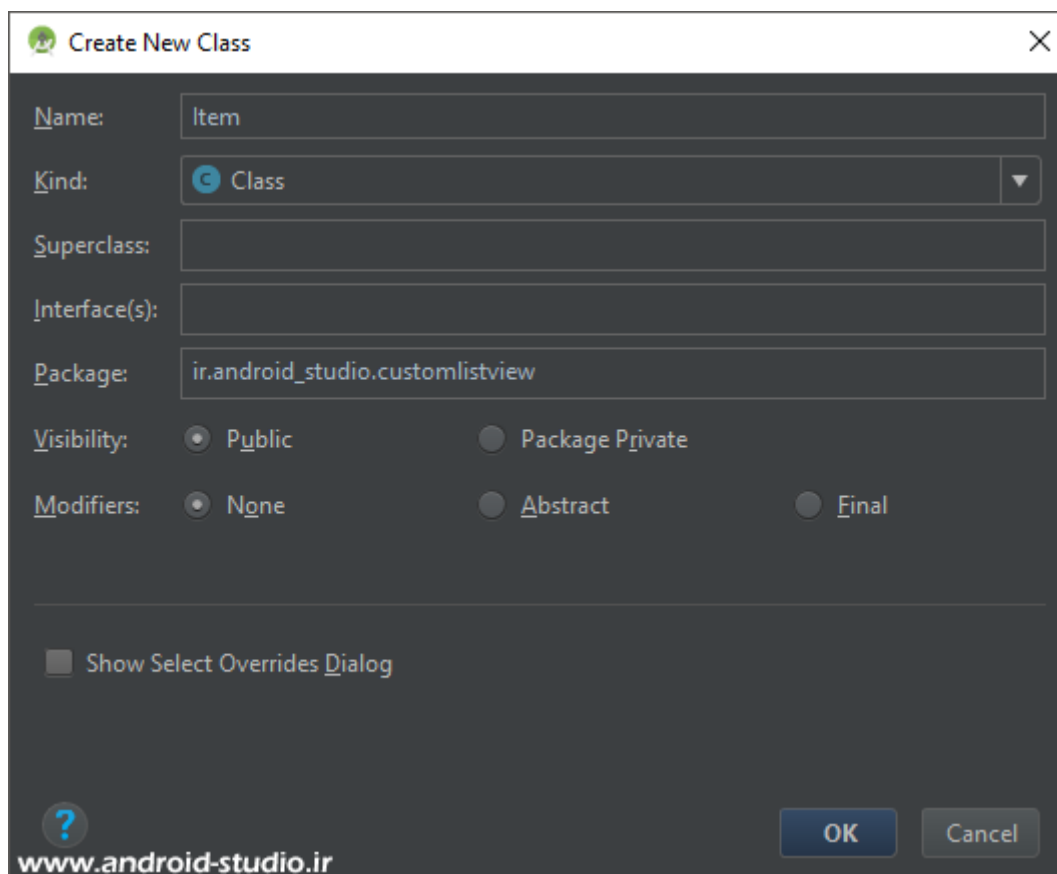 Create New Class
Name: Item
Kind: C Class
Superclass:
Interface(s):
Package: ir.android_studio.customlistview
Visibility: Public Package Private
Modifiers: None Abstract Final
Show Select Overrides Dialog
? OK Cancel
www.android-studio.ir